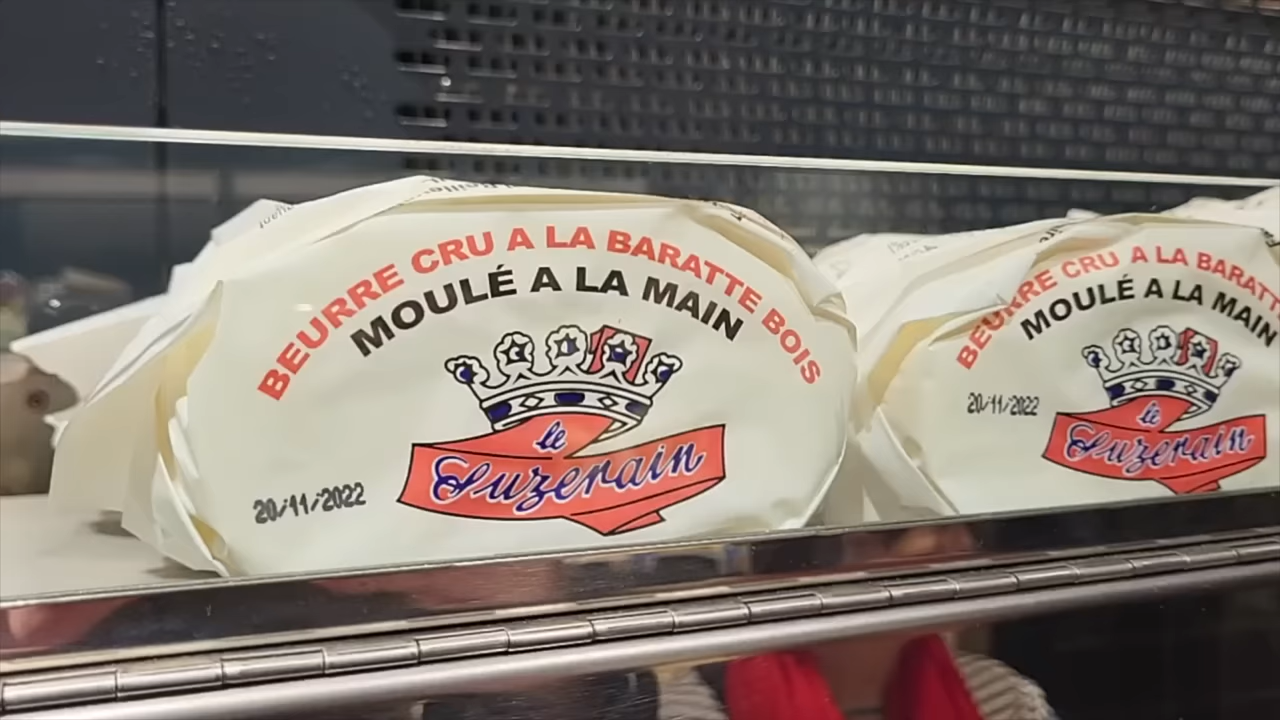 BEURRE CRU A LA BARATTE BOIS
MOULÉ A LA MAIN
le
Suzerain
20/11/2022
BEURRE CRU A LA BARATTE
MOULÉ A LA MAIN
20/11/2022
le
Suzerain